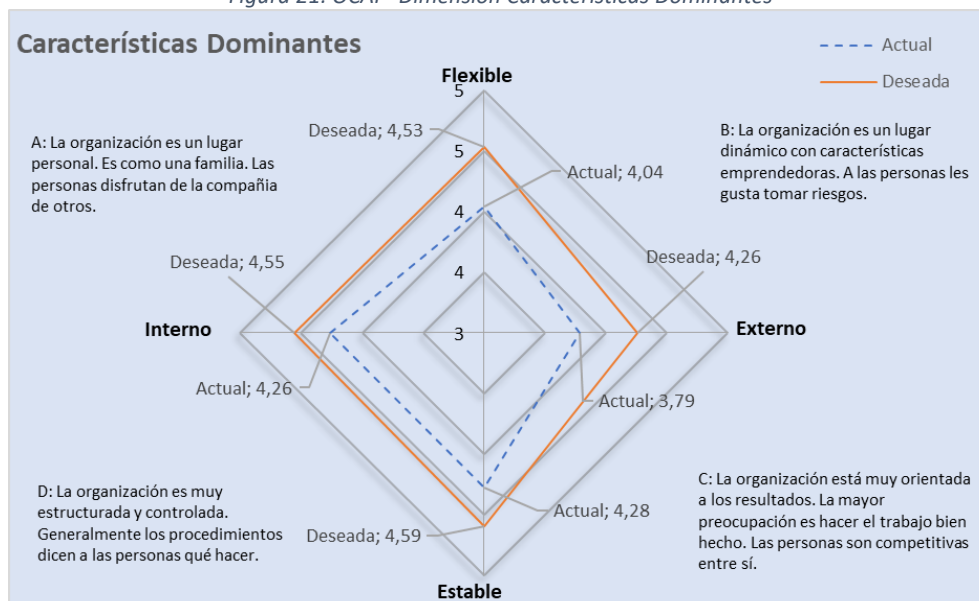 Figura 21. OCAI - Dimensión Características Dominantes
Características Dominantes
Actual
Deseada
Flexible
5
Deseada; 4,53
A: La organización es un lugar
personal. Es como una familia. Las
personas disfrutan de la compañia
de otros.
5
Actual; 4,04
B: La organización es un lugar
dinámico con características
emprendedoras. A las personas les
gusta tomar riesgos.
4
Deseada; 4,55
Deseada; 4,26
4
Interno
3
Externo
Actual; 4,26
Actual; 3,79
D: La organización es muy
estructurada y controlada.
Generalmente los procedimientos
dicen a las personas qué hacer.
C: La organización está muy orientada
a los resultados. La mayor
preocupación es hacer el trabajo bien
hecho. Las personas son competitivas
entre sí.
Actual; 4,28
Deseada; 4,59
Estable